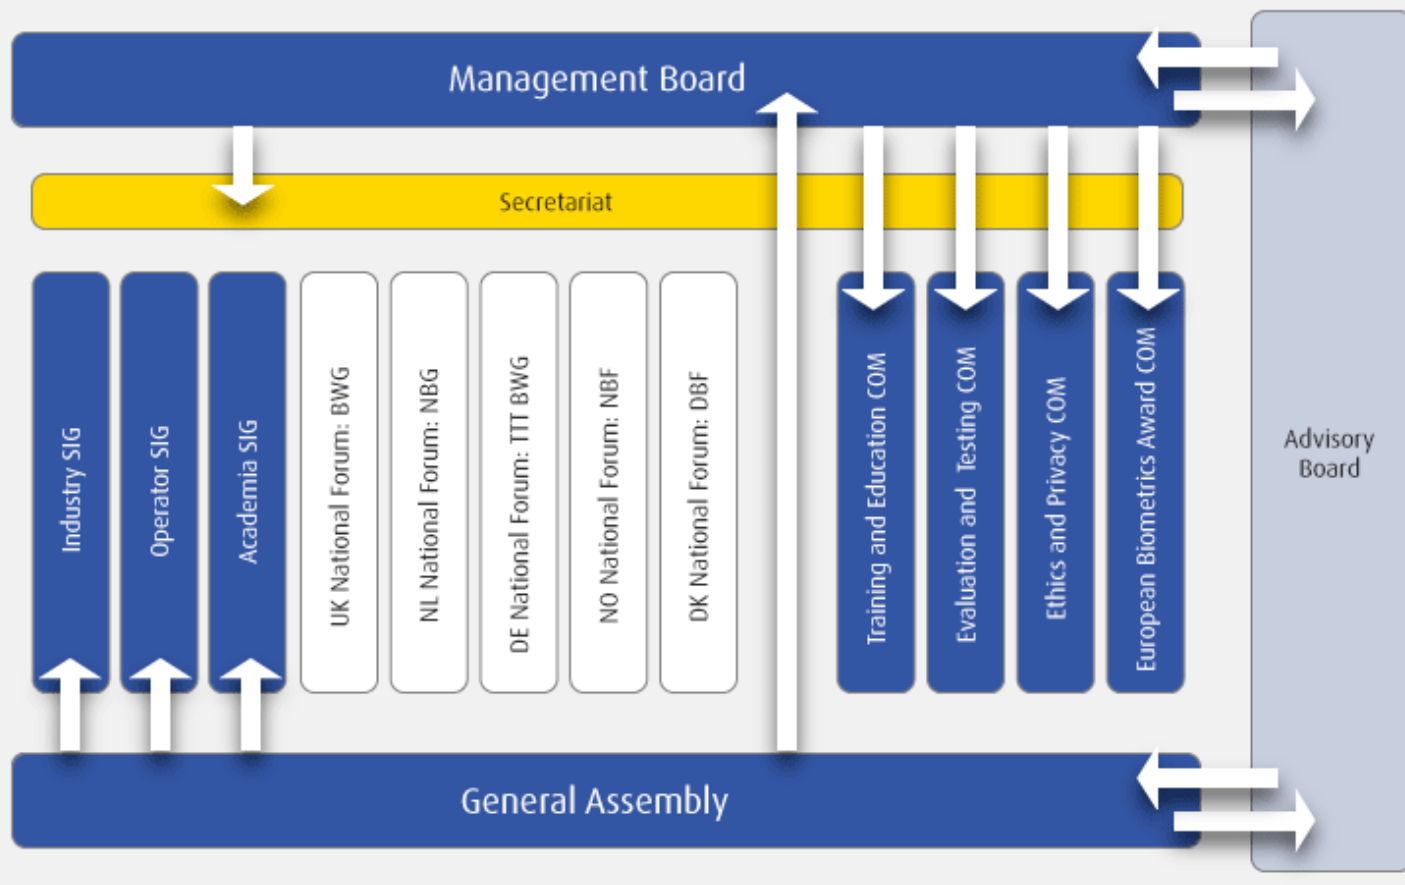 Management Board
Secretariat
Industry SIG
Operator SIG
Academia SIG
UK National Forum: BWG
NL National Forum: NBG
DE National Forum: TTT BWG
NO National Forum: NBF
DK National Forum: DBF
Training and Education COM
Evaluation and Testing COM
Ethics and Privacy COM
European Biometrics Award COM
Advisory
Board
General Assembly